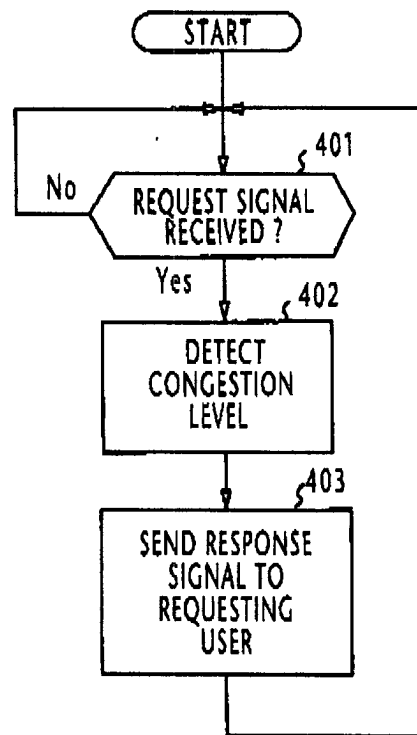 START
401
No
REQUEST SIGNAL
RECEIVED ?
Yes
402
DETECT
CONGESTION
LEVEL
403
SEND RESPONSE
SIGNAL TO
REQUESTING
USER